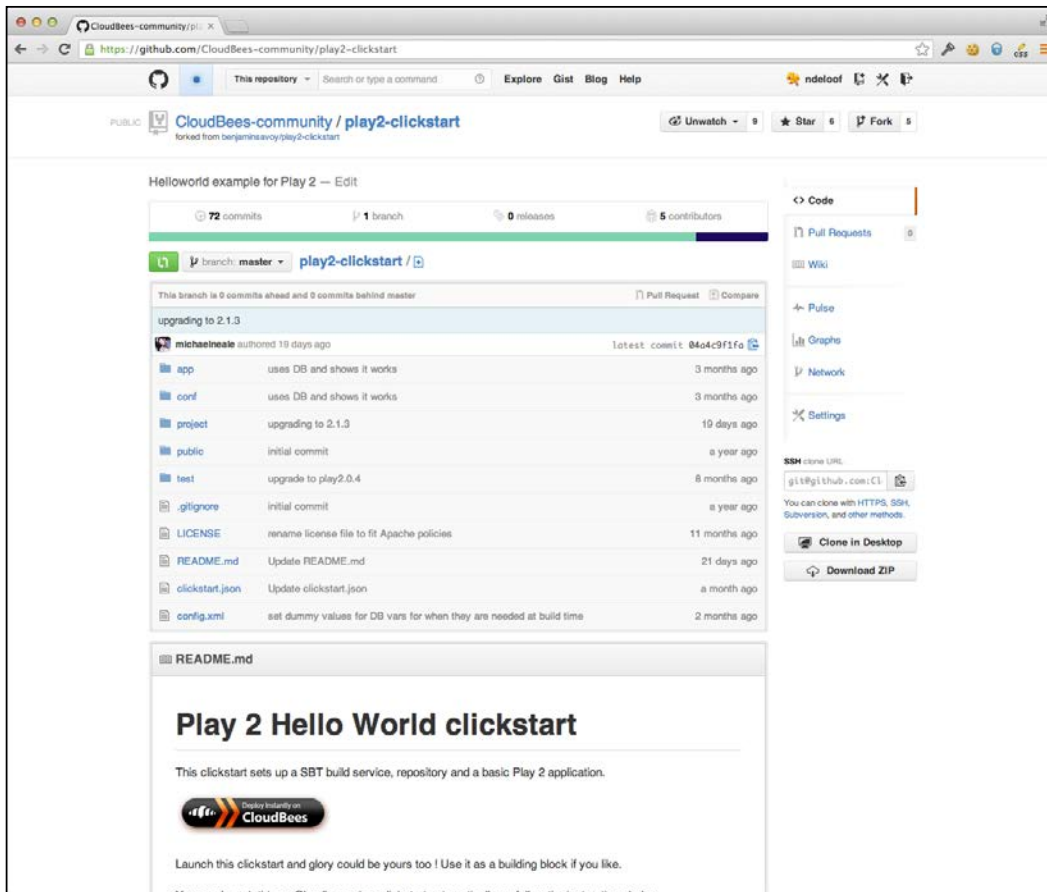 CloudBees-community/pl
https://github.com/CloudBees-community/play2-clickstart
css
This repository Search or type a command Explore Gist Blog Help ndeloof
PUBLIC CloudBees-community / play2-clickstart Unwatch 9 Star 6 Fork 5
forked from benjaminsavoy/play2-clickstart
Helloworld example for Play 2 — Edit
72 commits 1 branch 0 releases 5 contributors
branch: master play2-clickstart /
This branch is 0 commits ahead and 0 commits behind master Pull Request Compare
upgrading to 2.1.3
michaelneale authored 19 days ago latest commit 04a4c9f1fa
app uses DB and shows it works 3 months ago
conf uses DB and shows it works 3 months ago
project upgrading to 2.1.3 19 days ago
public initial commit a year ago
test upgrade to play2.0.4 8 months ago
.gitignore initial commit a year ago
LICENSE rename license file to fit Apache policies 11 months ago
README.md Update README.md 21 days ago
clickstart.json Update clickstart.json a month ago
config.xml set dummy values for DB vars for when they are needed at build time 2 months ago
<> Code
Pull Requests 0
Wiki
Pulse
Graphs
Network
Settings
SSH clone URL
git@github.com:Cl
You can clone with HTTPS, SSH,
Subversion, and other methods.
Clone in Desktop
Download ZIP
README.md
Play 2 Hello World clickstart
This clickstart sets up a SBT build service, repository and a basic Play 2 application.
Deploy Instantly on
CloudBees
Launch this clickstart and glory could be yours too ! Use it as a building block if you like.